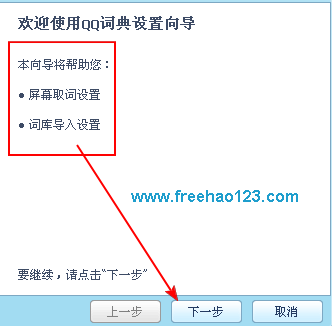 欢迎使用QQ词典设置向导
本向导将帮助您：
● 屏幕取词设置
● 词库导入设置
www.freehao123.com
要继续，请点击“下一步”
上一步 下一步 取消